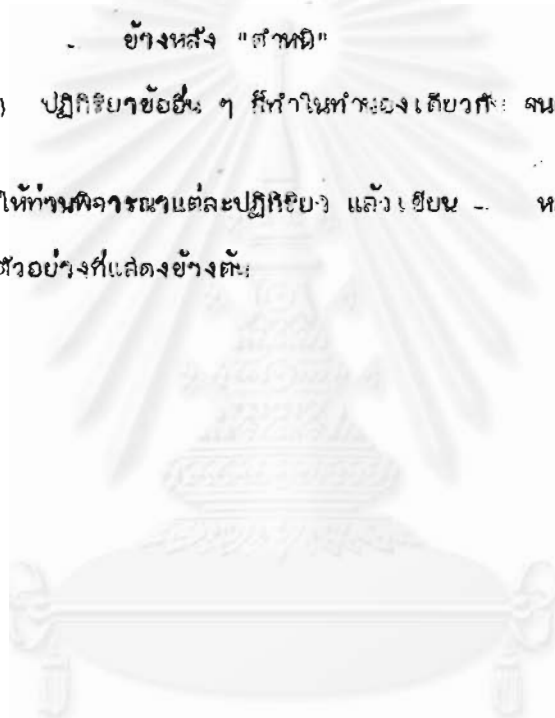 ข้างหลัง "ตำหนิ"
) ปฏิกิริยาข้ออื่น ๆ ก็ทำในทำนองเดียวกัน จน
ให้ท่านพิจารณาแต่ละปฏิกิริยา แล้วเขียน – ห
ตัวอย่างที่แสดงข้างต้น